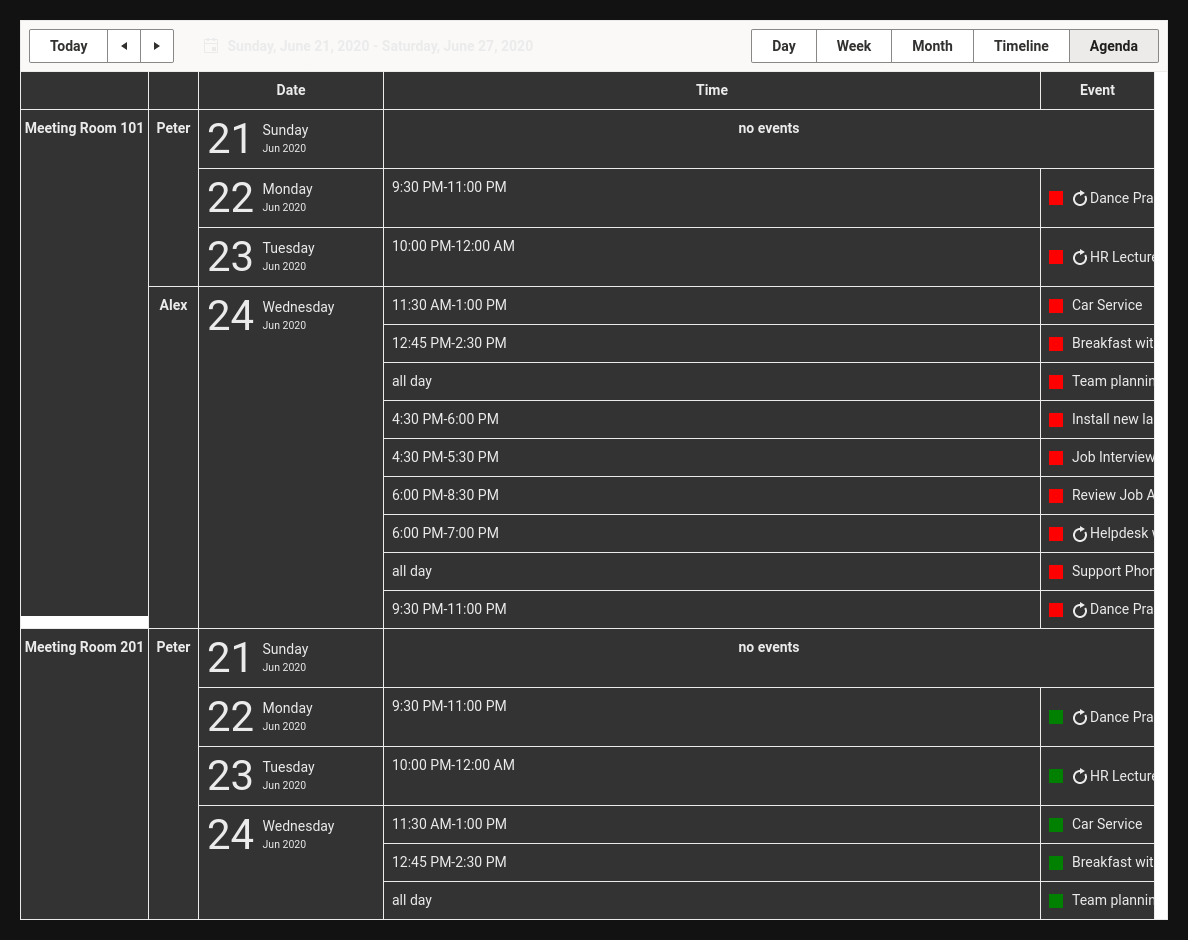 Today
Sunday, June 21, 2020 - Saturday, June 27, 2020
Day Week Month Timeline Agenda
Date Time Event
Meeting Room 101 Peter 21 Sunday no events
Jun 2020
22 Monday 9:30 PM-11:00 PM Dance Pra
Jun 2020
23 Tuesday 10:00 PM-12:00 AM HR Lecture
Jun 2020
Alex 24 Wednesday 11:30 AM-1:00 PM Car Service
Jun 2020
12:45 PM-2:30 PM Breakfast wit
all day Team plannin
4:30 PM-6:00 PM Install new la
4:30 PM-5:30 PM Job Interview
6:00 PM-8:30 PM Review Job A
6:00 PM-7:00 PM Helpdesk
all day Support Phon
9:30 PM-11:00 PM Dance Pra
Meeting Room 201 Peter 21 Sunday no events
Jun 2020
22 Monday 9:30 PM-11:00 PM Dance Pra
Jun 2020
23 Tuesday 10:00 PM-12:00 AM HR Lecture
Jun 2020
24 Wednesday 11:30 AM-1:00 PM Car Service
Jun 2020
12:45 PM-2:30 PM Breakfast wit
all day Team plannin